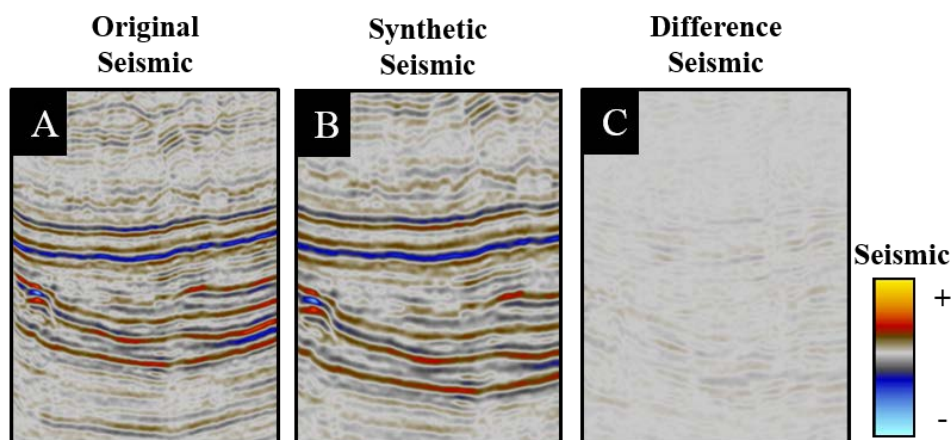 Original
Seismic
Synthetic
Seismic
Difference
Seismic
A
B
C
Seismic
+
-